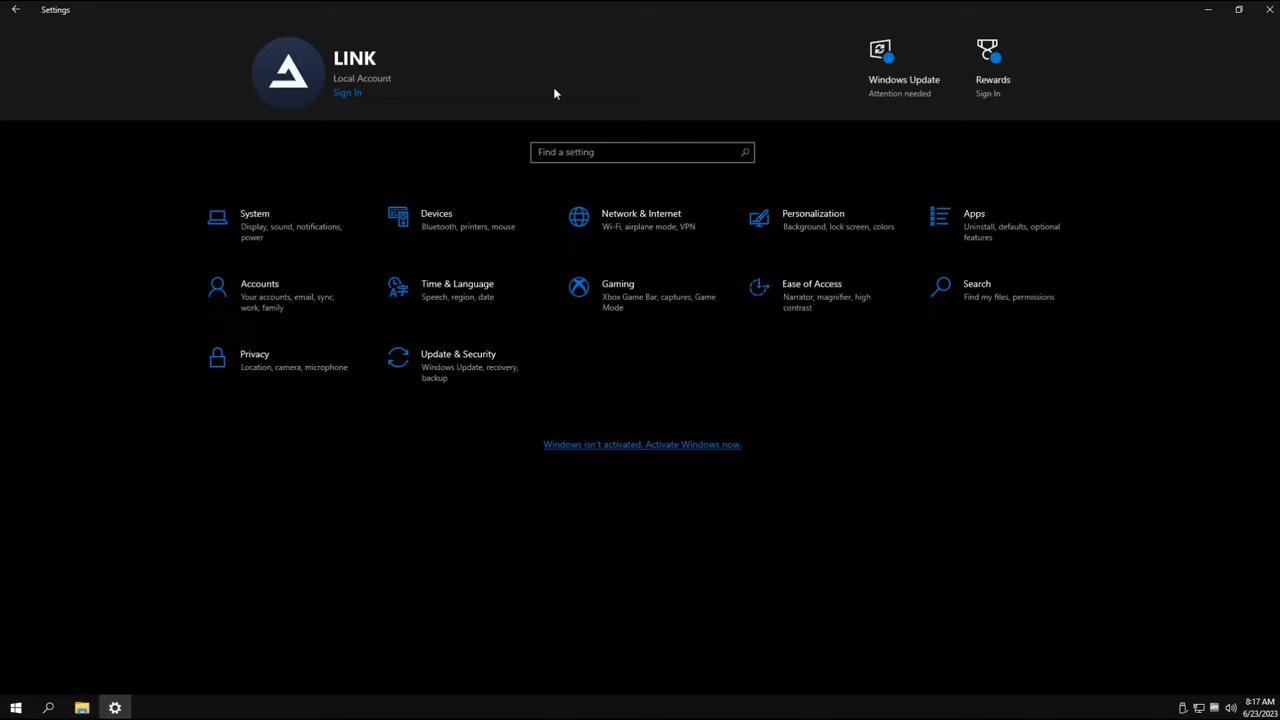 Settings
LINK
Local Account
Sign In
Windows Update
Attention needed
Rewards
Sign In
Find a setting
System
Display, sound, notifications,
power
Devices
Bluetooth, printers, mouse
Network & Internet
Wi-Fi, airplane mode, VPN
Personalization
Background, lock screen, colors
Apps
Uninstall, defaults, optional
features
Accounts
Your accounts, email, sync,
work, family
Time & Language
Speech, region, date
Gaming
Xbox Game Bar, captures, Game
Mode
Ease of Access
Narrator, magnifier, high
contrast
Search
Find my files, permissions
Privacy
Location, camera, microphone
Update & Security
Windows Update, recovery,
backup
Windows isn't activated. Activate Windows now.
8:17 AM
6/23/2023